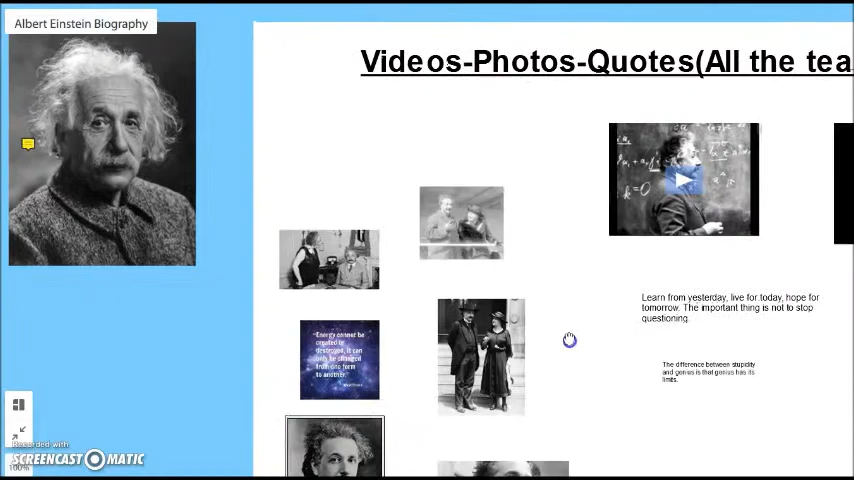 Albert Einstein Biography
Videos-Photos-Quotes(All the tea
Learn from yesterday, live for today, hope for
tomorrow. The important thing is not to stop
questioning.
"Energy cannot be
created or
destroyed, it can
only be changed
from one form
to another."
The difference between stupidity
and genius is that genius has its
limits.
Recorded with
SCREENCAST MATIC
100%